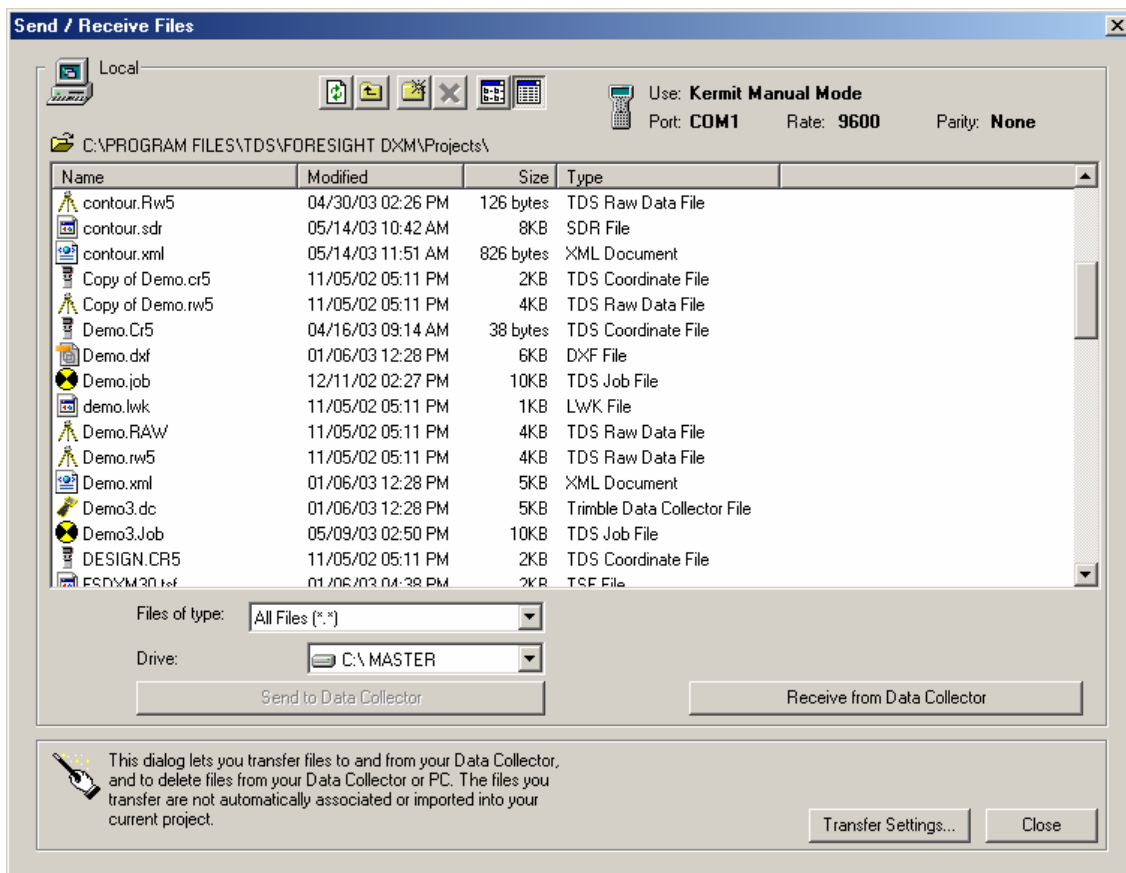 Send / Receive Files
Local
Use: Kermit Manual Mode
Port: COM1 Rate: 9600 Parity: None
C:\PROGRAM FILES\TDS\FORESIGHT DXM\Projects\
Name Modified Size Type
contour.Rw5 04/30/03 02:26 PM 126 bytes TDS Raw Data File
contour.sdr 05/14/03 10:42 AM 8KB SDR File
contour.xml 05/14/03 11:51 AM 826 bytes XML Document
Copy of Demo.cr5 11/05/02 05:11 PM 2KB TDS Coordinate File
Copy of Demo.rw5 11/05/02 05:11 PM 4KB TDS Raw Data File
Demo.Cr5 04/16/03 09:14 AM 38 bytes TDS Coordinate File
Demo.dxf 01/06/03 12:28 PM 6KB DXF File
Demo.job 12/11/02 02:27 PM 10KB TDS Job File
demo.lwk 11/05/02 05:11 PM 1KB LWK File
Demo.RAW 11/05/02 05:11 PM 4KB TDS Raw Data File
Demo.rw5 11/05/02 05:11 PM 4KB TDS Raw Data File
Demo.xml 01/06/03 12:28 PM 5KB XML Document
Demo3.dc 01/06/03 12:28 PM 5KB Trimble Data Collector File
Demo3.Job 05/09/03 02:50 PM 10KB TDS Job File
DESIGN.CR5 11/05/02 05:11 PM 2KB TDS Coordinate File
FSDXM30.tsf 01/06/03 04:38 PM 2KB TSF File
Files of type: All Files (*.*)
Drive: C:\ MASTER
Send to Data Collector Receive from Data Collector
This dialog lets you transfer files to and from your Data Collector,
and to delete files from your Data Collector or PC. The files you
transfer are not automatically associated or imported into your
current project.
Transfer Settings... Close